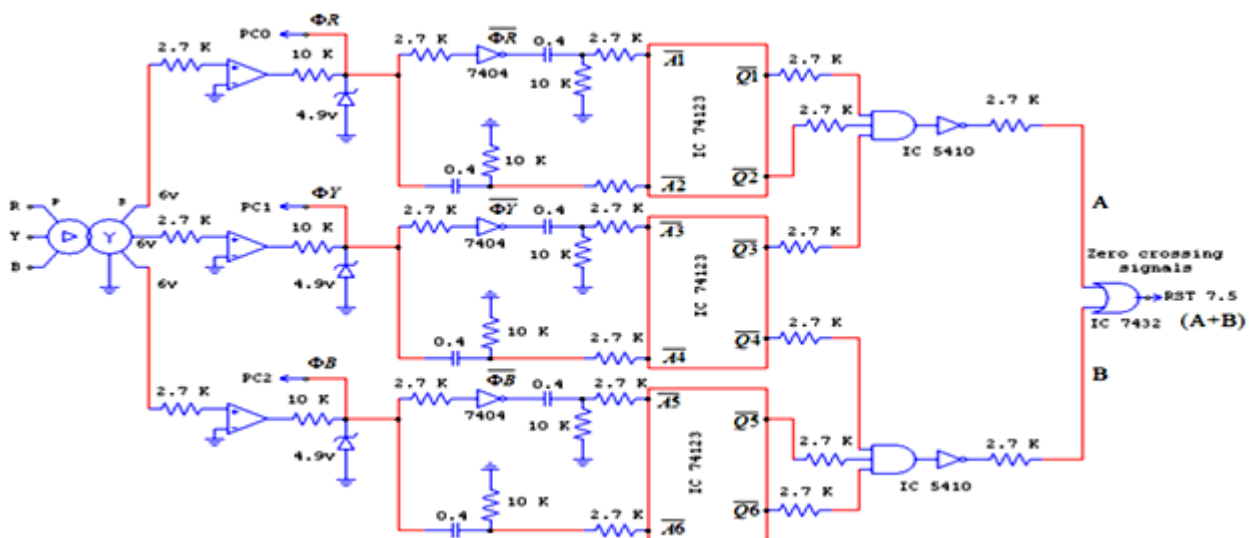 ΦR
PC0
2.7 K
10 K
4.9v
2.7 K
ΦR
7404
0.4
2.7 K
10 K
0.4
10 K
A1
A2
IC 74123
Q1
Q2
2.7 K
2.7 K
IC 5410
2.7 K
R
Y
B
P
S
6v
6v
6v
ΦY
PC1
2.7 K
10 K
4.9v
2.7 K
ΦY
7404
0.4
2.7 K
10 K
0.4
10 K
2.7 K
A3
A4
IC 74123
Q3
Q4
2.7 K
2.7 K
A
Zero crossing
signals
RST 7.5
IC 7432
(A+B)
B
ΦB
PC2
2.7 K
10 K
4.9v
2.7 K
ΦB
7404
0.4
2.7 K
10 K
0.4
10 K
2.7 K
A5
A6
IC 74123
Q5
Q6
2.7 K
2.7 K
IC 5410
2.7 K